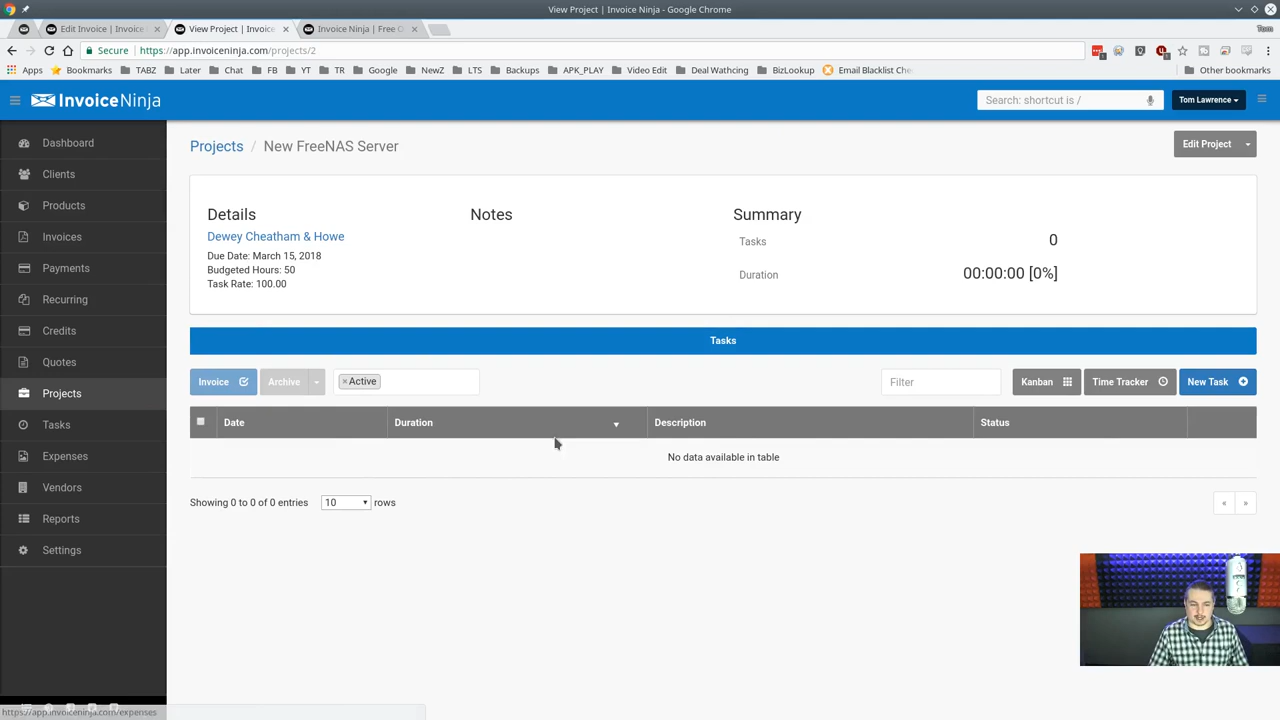 View Project | Invoice Ninja - Google Chrome
Edit Invoice | Invoice
View Project | Invoice
Invoice Ninja | Free O
Tom
Secure https://app.invoiceninja.com/projects/2
Apps Bookmarks TABZ Later Chat FB YT TR Google NewZ LTS Backups APK_PLAY Video Edit Deal Wathcing BizLookup Email Blacklist Che Other bookmarks
InvoiceNinja
Search: shortcut is /
Tom Lawrence
Dashboard
Clients
Products
Invoices
Payments
Recurring
Credits
Quotes
Projects
Tasks
Expenses
Vendors
Reports
Settings
Projects / New FreeNAS Server
Edit Project
Details
Dewey Cheatham & Howe
Due Date: March 15, 2018
Budgeted Hours: 50
Task Rate: 100.00
Notes
Summary
Tasks 0
Duration 00:00:00 [0%]
Tasks
Invoice
Archive
× Active
Filter
Kanban
Time Tracker
New Task
Date Duration Description Status
No data available in table
Showing 0 to 0 of 0 entries 10 rows
« »
https://app.invoiceninja.com/expenses